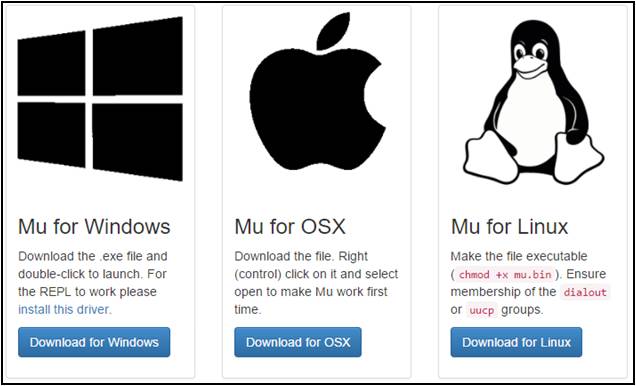 Mu for Windows
Download the .exe file and
double-click to launch. For
the REPL to work please
install this driver.
Download for Windows
Mu for OSX
Download the file. Right
(control) click on it and select
open to make Mu work first
time.
Download for OSX
Mu for Linux
Make the file executable
( chmod +x mu.bin ). Ensure
membership of the dialout
or uucp groups.
Download for Linux